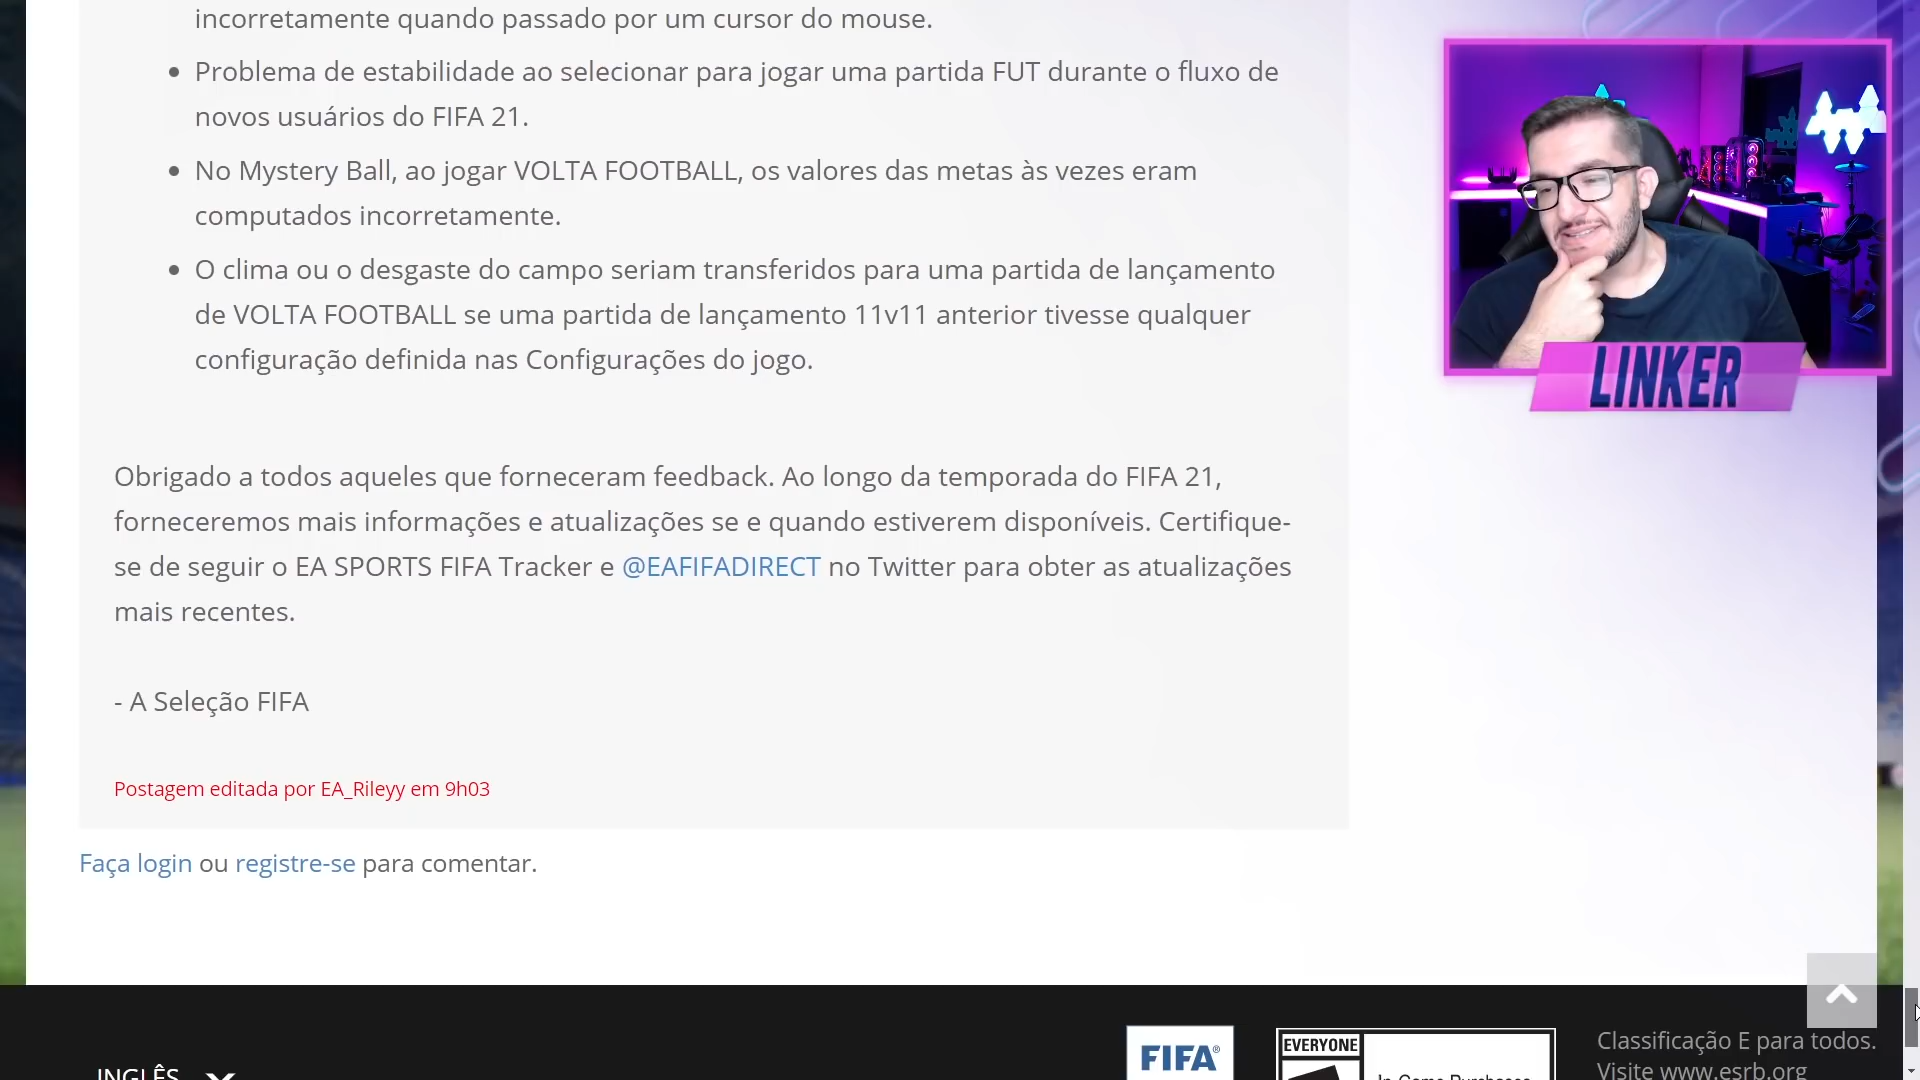 incorretamente quando passado por um cursor do mouse.
Problema de estabilidade ao selecionar para jogar uma partida FUT durante o fluxo de
novos usuários do FIFA 21.
No Mystery Ball, ao jogar VOLTA FOOTBALL, os valores das metas às vezes eram
computados incorretamente.
O clima ou o desgaste do campo seriam transferidos para uma partida de lançamento
de VOLTA FOOTBALL se uma partida de lançamento 11v11 anterior tivesse qualquer
configuração definida nas Configurações do jogo.
LINKER
Obrigado a todos aqueles que forneceram feedback. Ao longo da temporada do FIFA 21,
forneceremos mais informações e atualizações se e quando estiverem disponíveis. Certifique-
se de seguir o EA SPORTS FIFA Tracker e @EAFIFADIRECT no Twitter para obter as atualizações
mais recentes.
- A Seleção FIFA
Postagem editada por EA_Rileyy em 9h03
Faça login ou registre-se para comentar.
INGLÊS
FIFA®
EVERYONE
In-Game Purchases
Classificação E para todos.
Visite www.esrb.org